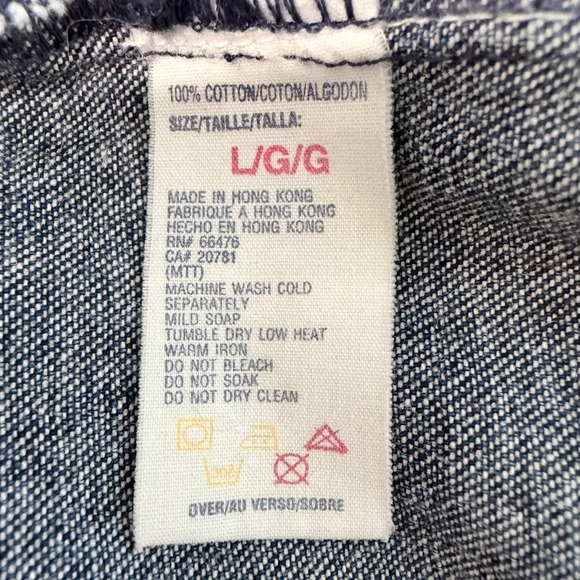 100% COTTON/COTON/ALGODON
SIZE/TAILLE/TALLA:
L/G/G
MADE IN HONG KONG
FABRIQUE A HONG KONG
HECHO EN HONG KONG
RN# 66476
CA# 20781
(MTT)
MACHINE WASH COLD
SEPARATELY
MILD SOAP
TUMBLE DRY LOW HEAT
WARM IRON
DO NOT BLEACH
DO NOT SOAK
DO NOT DRY CLEAN
OVER/AU VERSO/SOBRE